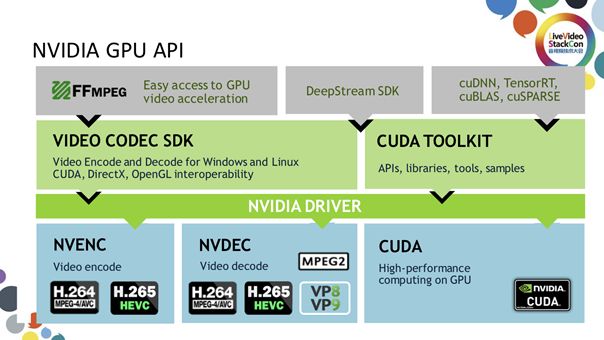 LiveVideo
StackCon
音视频技术大会
NVIDIA GPU API
FFMPEG
Easy access to GPU
video acceleration
DeepStream SDK
cuDNN, TensorRT,
cuBLAS, cuSPARSE
VIDEO CODEC SDK
Video Encode and Decode for Windows and Linux
CUDA, DirectX, OpenGL interoperability
CUDA TOOLKIT
APIs, libraries, tools, samples
NVIDIA DRIVER
NVENC
Video encode
H.264
MPEG-4/AVC
H.265
HEVC
NVDEC
Video decode
MPEG2
H.264
MPEG-4/AVC
H.265
HEVC
VP8
VP9
CUDA
High-performance
computing on GPU
NVIDIA.
CUDA.